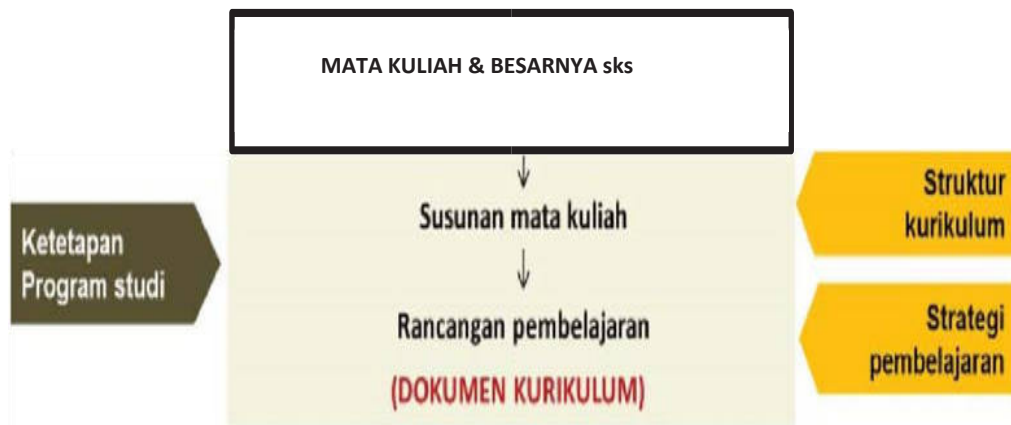 MATA KULIAH & BESARNYA sks
Susunan mata kuliah
Rancangan pembelajaran
(DOKUMEN KURIKULUM)
Ketetapan
Program studi
Struktur
kurikulum
Strategi
pembelajaran